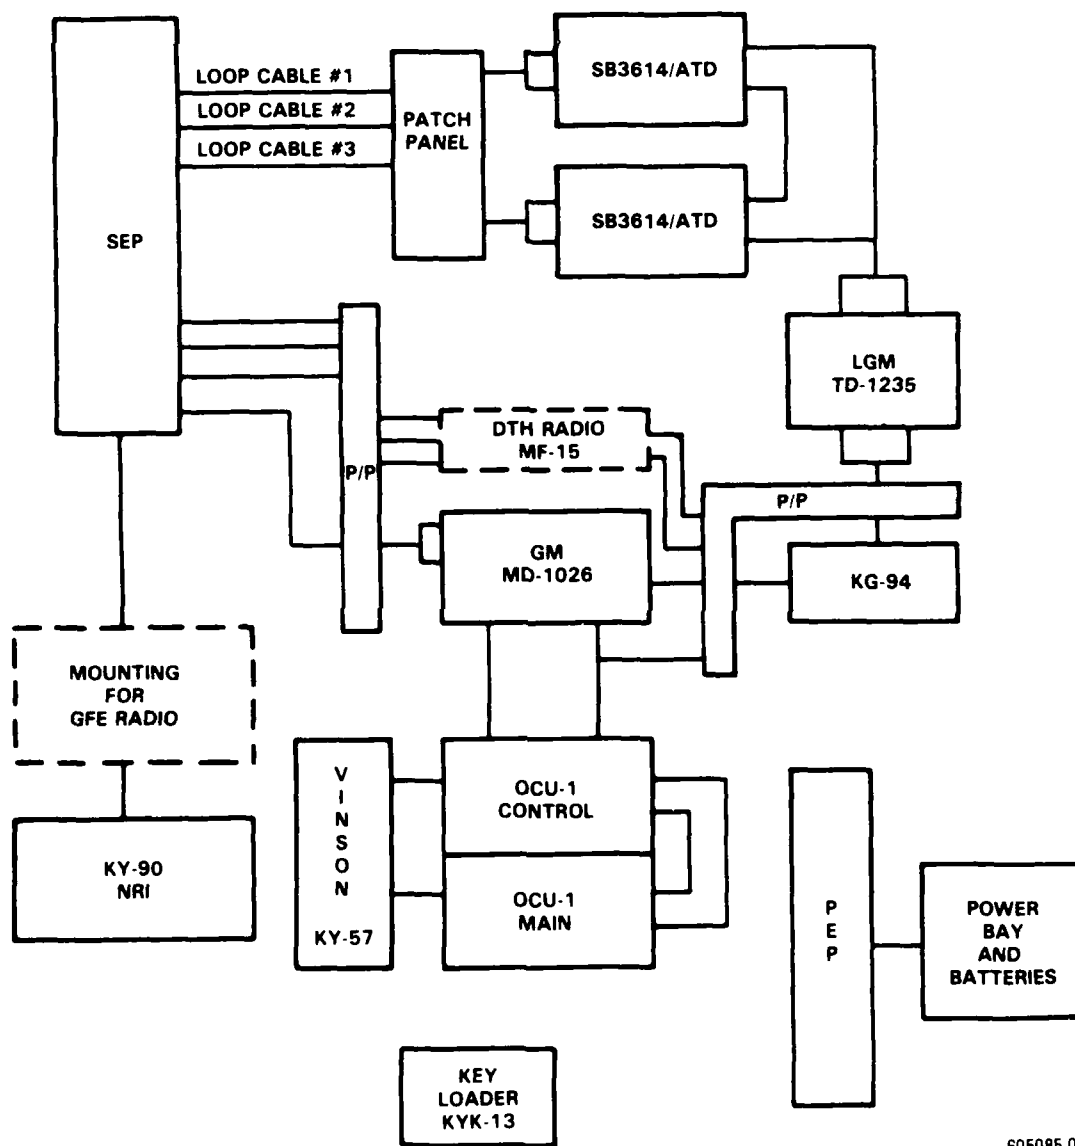 LOOP CABLE #1
LOOP CABLE #2
LOOP CABLE #3
SEP
PATCH
PANEL
SB3614/ATD
SB3614/ATD
LGM
TD-1235
P/P
DTH RADIO
MF-15
P/P
GM
MD-1026
KG-94
MOUNTING
FOR
GFE RADIO
KY-90
NRI
V
I
N
S
O
N
KY-57
OCU-1
CONTROL
OCU-1
MAIN
P
E
P
POWER
BAY
AND
BATTERIES
KEY
LOADER
KYK-13